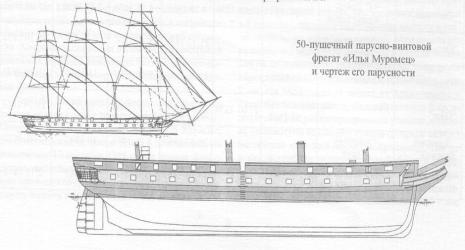 50-пушечный парусно-винтовой
фрегат «Илья Муромец»
и чертеж его парусности